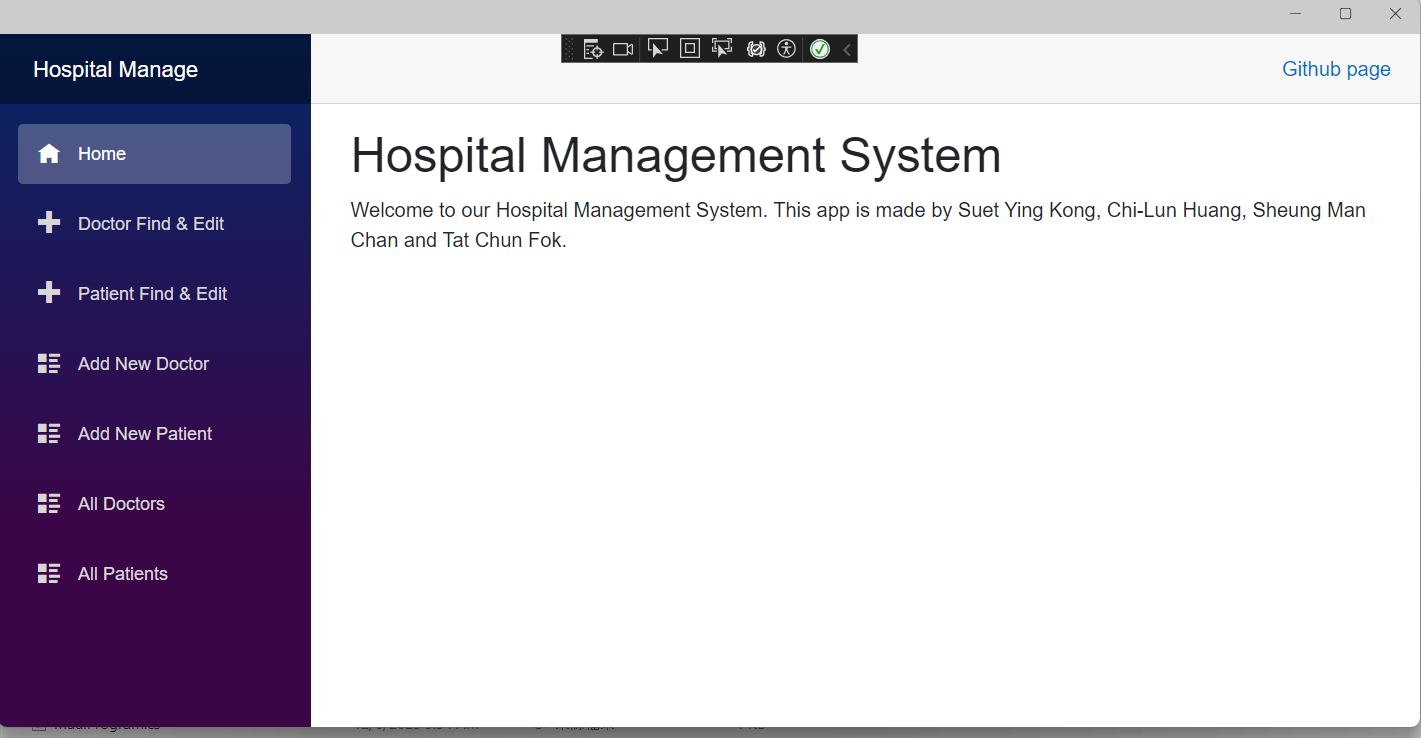 Hospital Manage
Github page
Home
Doctor Find & Edit
Patient Find & Edit
Add New Doctor
Add New Patient
All Doctors
All Patients
Hospital Management System
Welcome to our Hospital Management System. This app is made by Suet Ying Kong, Chi-Lun Huang, Sheung Man
Chan and Tat Chun Fok.